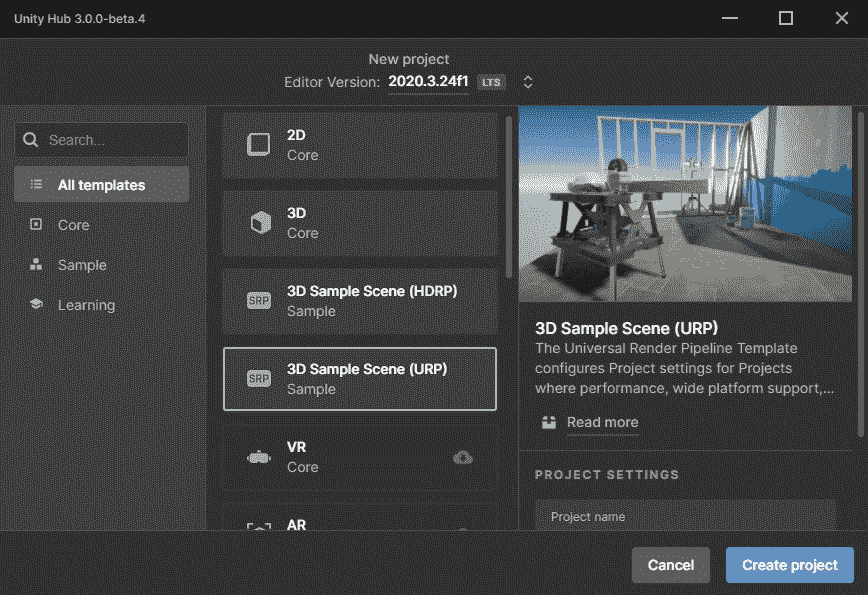 Unity Hub 3.0.0-beta.4
New project
Editor Version: 2020.3.24f1 LTS
Search...
All templates
Core
Sample
Learning
2D
Core
3D
Core
SRP
3D Sample Scene (HDRP)
Sample
SRP
3D Sample Scene (URP)
Sample
VR
Core
AR
3D Sample Scene (URP)
The Universal Render Pipeline Template
configures Project settings for Projects
where performance, wide platform support,...
Read more
PROJECT SETTINGS
Project name
Cancel
Create project